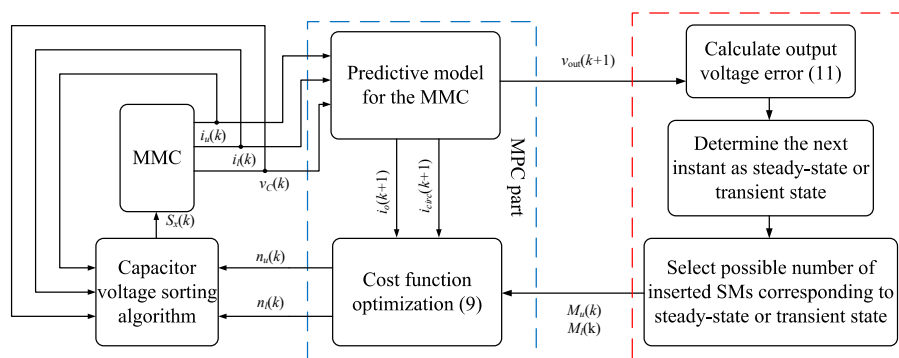 MMC
i_u(k)
i_l(k)
v_C(k)
S_x(k)
Capacitor
voltage sorting
algorithm
n_u(k)
n_l(k)
Predictive model
for the MMC
i_o(k+1)
i_circ(k+1)
MPC part
Cost function
optimization (9)
v_out(k+1)
M_u(k)
M_l(k)
Calculate output
voltage error (11)
Determine the next
instant as steady-state or
transient state
Select possible number of
inserted SMs corresponding to
steady-state or transient state